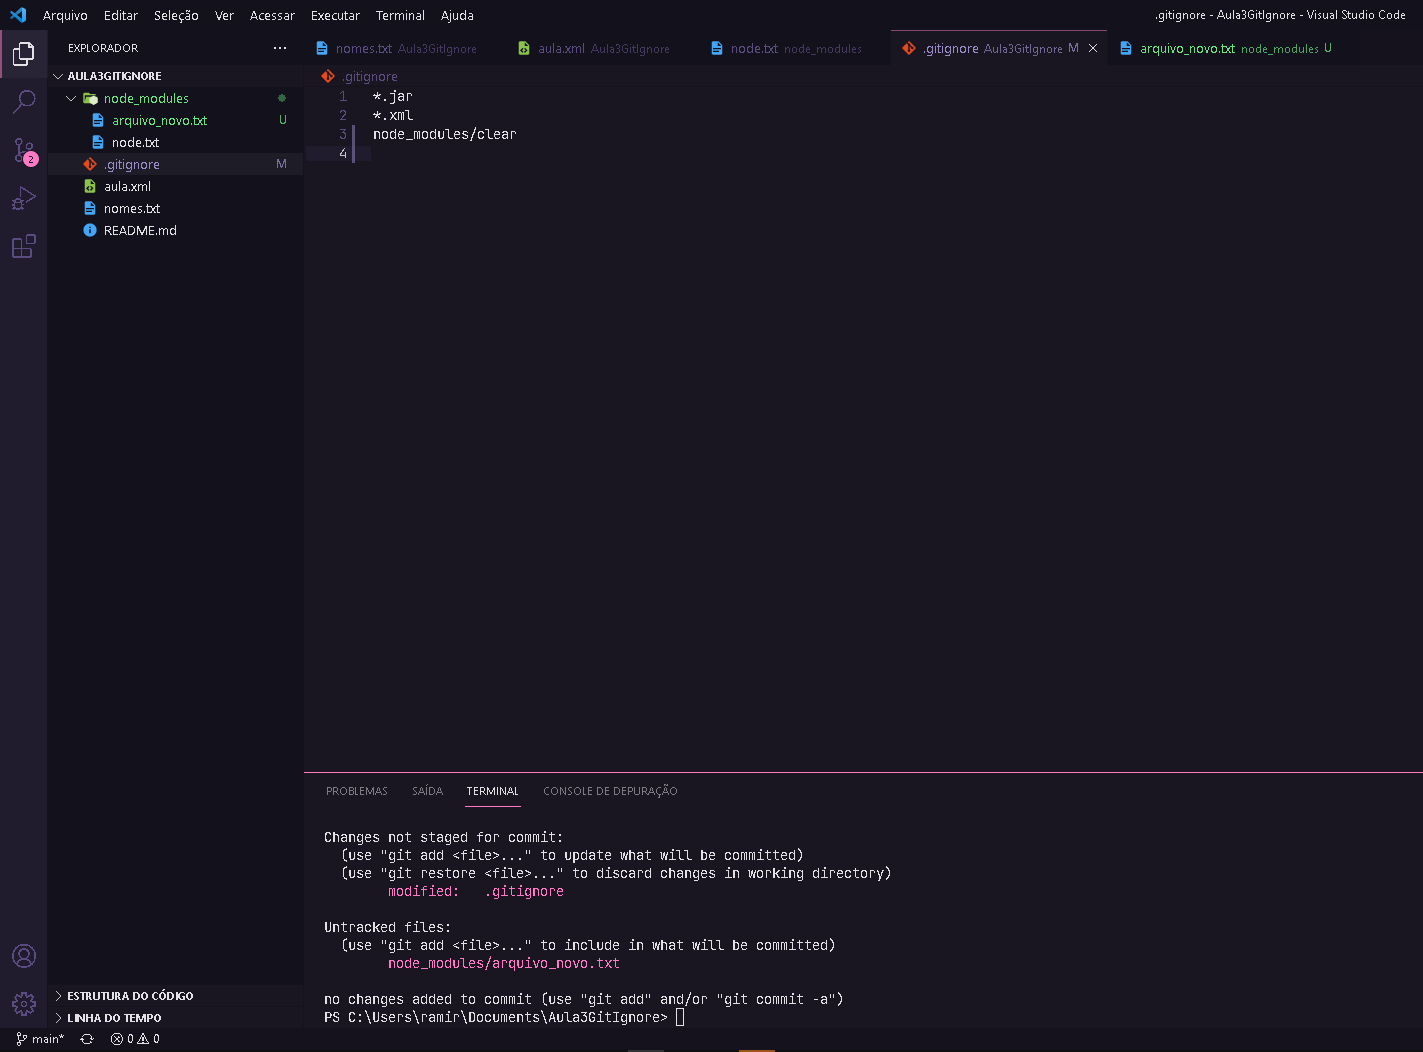 Arquivo Editar Seleção Ver Acessar Executar Terminal Ajuda
.gitignore - Aula3GitIgnore - Visual Studio Code
EXPLORADOR ...
nomes.txt Aula3GitIgnore aula.xml Aula3GitIgnore node.txt node_modules .gitignore Aula3GitIgnore M arquivo_novo.txt node_modules U
AULA3GITIGNORE
node_modules
arquivo_novo.txt U
node.txt
.gitignore M
aula.xml
nomes.txt
README.md
2
.gitignore
1 *.jar
2 *.xml
3 node_modules/clear
4
PROBLEMAS SAÍDA TERMINAL CONSOLE DE DEPURAÇÃO
Changes not staged for commit:
(use "git add <file>..." to update what will be committed)
(use "git restore <file>..." to discard changes in working directory)
modified: .gitignore
Untracked files:
(use "git add <file>..." to include in what will be committed)
node_modules/arquivo_novo.txt
no changes added to commit (use "git add" and/or "git commit -a")
PS C:\Users\ramir\Documents\Aula3GitIgnore>
ESTRUTURA DO CÓDIGO
LINHA DO TEMPO
main* 0 0